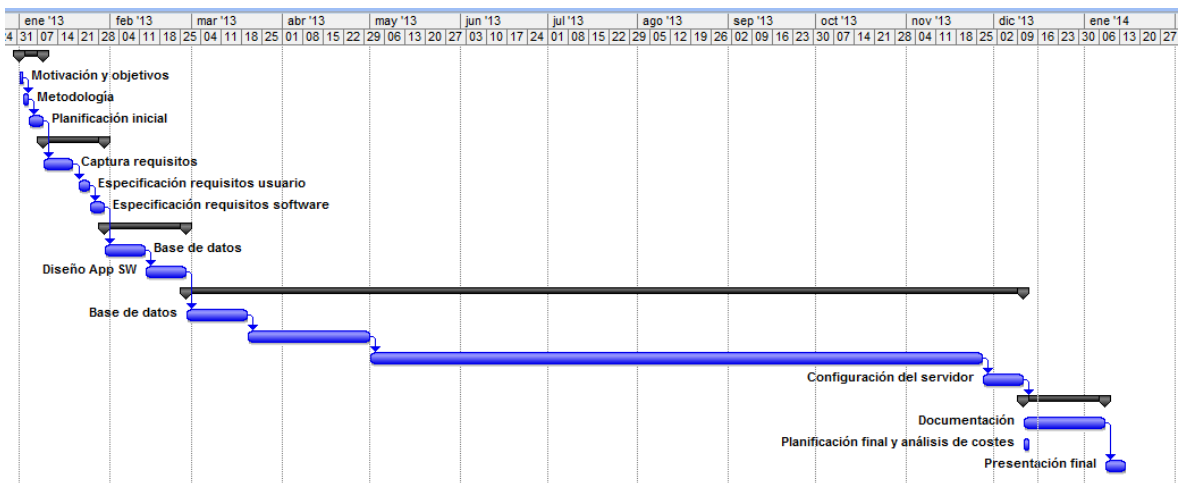 ene '13 feb '13 mar '13 abr '13 may '13 jun '13 jul '13 ago '13 sep '13 oct '13 nov '13 dic '13 ene '14
4 31 07 14 21 28 04 11 18 25 04 11 18 25 01 08 15 22 29 06 13 20 27 03 10 17 24 01 08 15 22 29 05 12 19 26 02 09 16 23 30 07 14 21 28 04 11 18 25 02 09 16 23 30 06 13 20 27
Motivación y objetivos
Metodología
Planificación inicial
Captura requisitos
Especificación requisitos usuario
Especificación requisitos software
Base de datos
Diseño App SW
Base de datos
Configuración del servidor
Documentación
Planificación final y análisis de costes
Presentación final